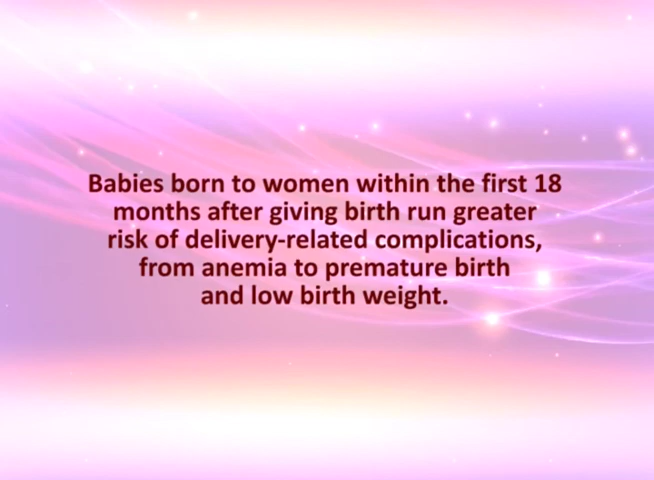 Babies born to women within the first 18
months after giving birth run greater
risk of delivery-related complications,
from anemia to premature birth
and low birth weight.